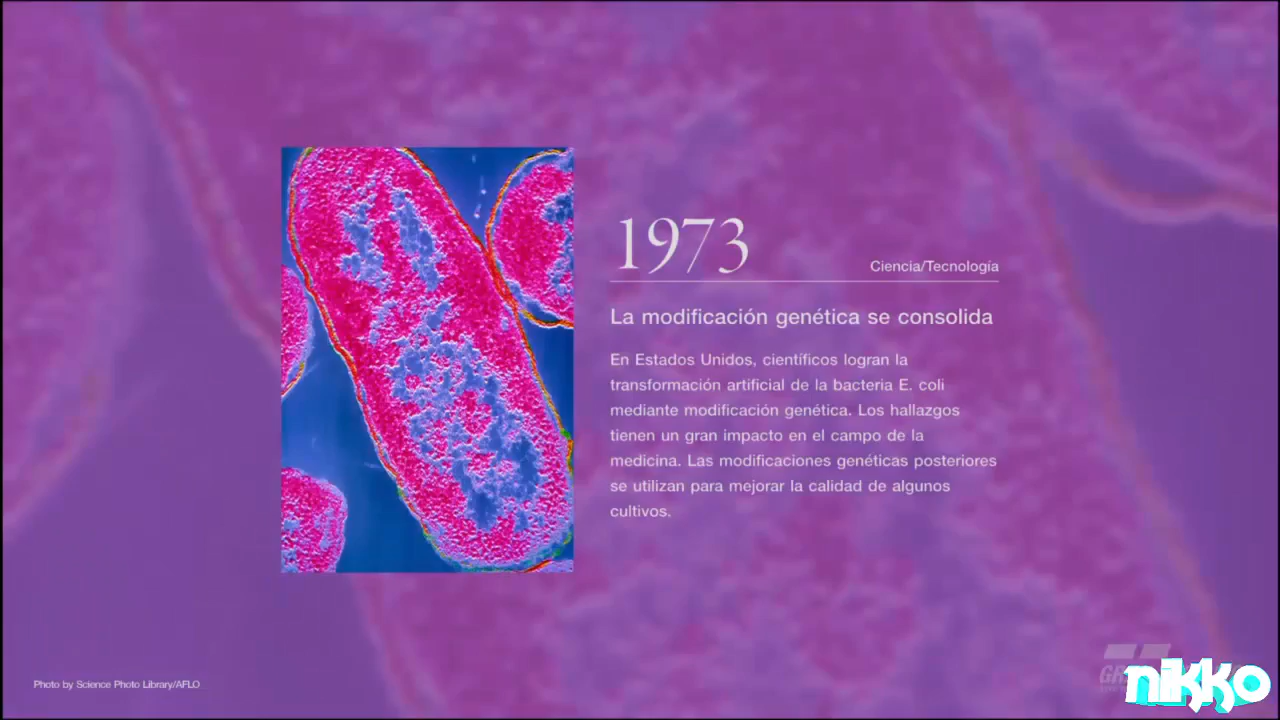 1973
Ciencia/Tecnología
La modificación genética se consolida
En Estados Unidos, científicos logran la
transformación artificial de la bacteria E. coli
mediante modificación genética. Los hallazgos
tienen un gran impacto en el campo de la
medicina. Las modificaciones genéticas posteriores
se utilizan para mejorar la calidad de algunos
cultivos.
Photo by Science Photo Library/AFLO
nikko